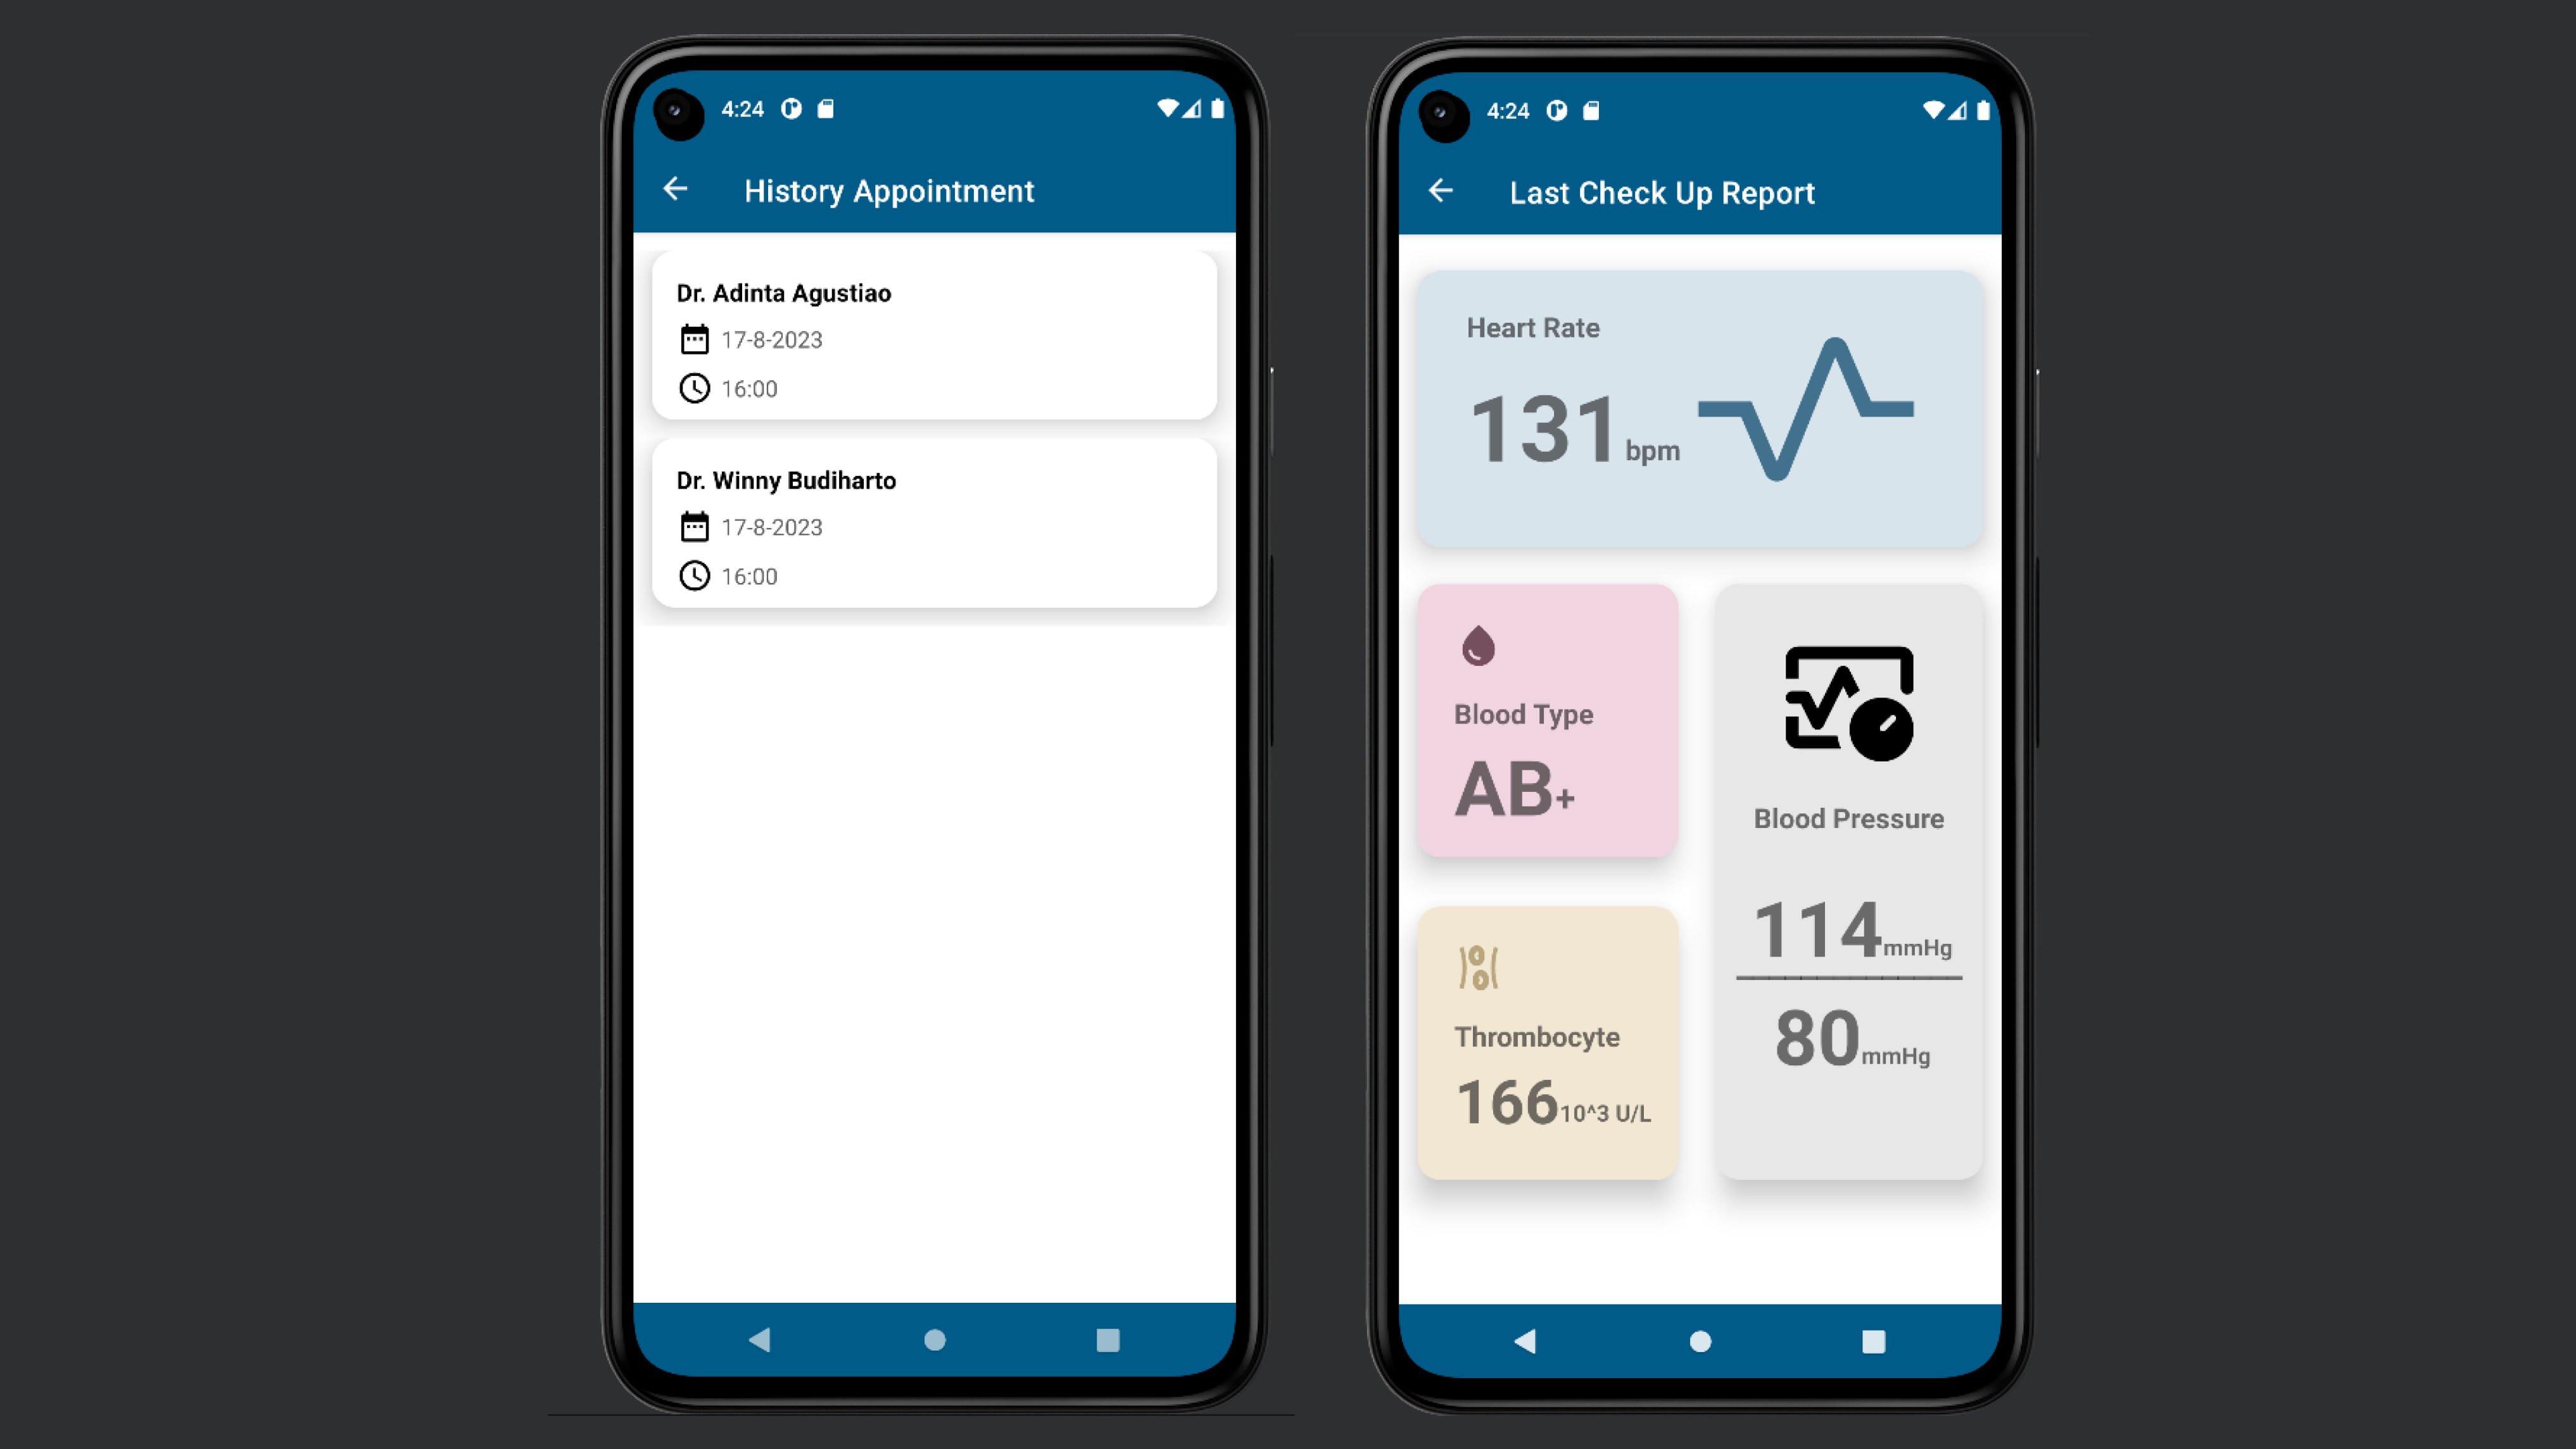 4:24
History Appointment
Dr. Adinta Agustiao
17-8-2023
16:00
Dr. Winny Budiharto
17-8-2023
16:00
4:24
Last Check Up Report
Heart Rate
131 bpm
Blood Type
AB+
Thrombocyte
166 10^3 U/L
Blood Pressure
114 mmHg
80 mmHg